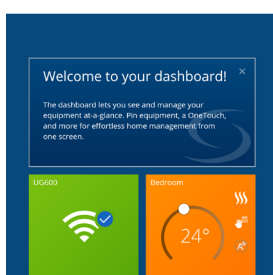 Welcome to your dashboard!
The dashboard lets you see and manage your
equipment at-a-glance. Pin equipment, a OneTouch,
and more for effortless home management from
one screen.
UG600
Bedroom
24°